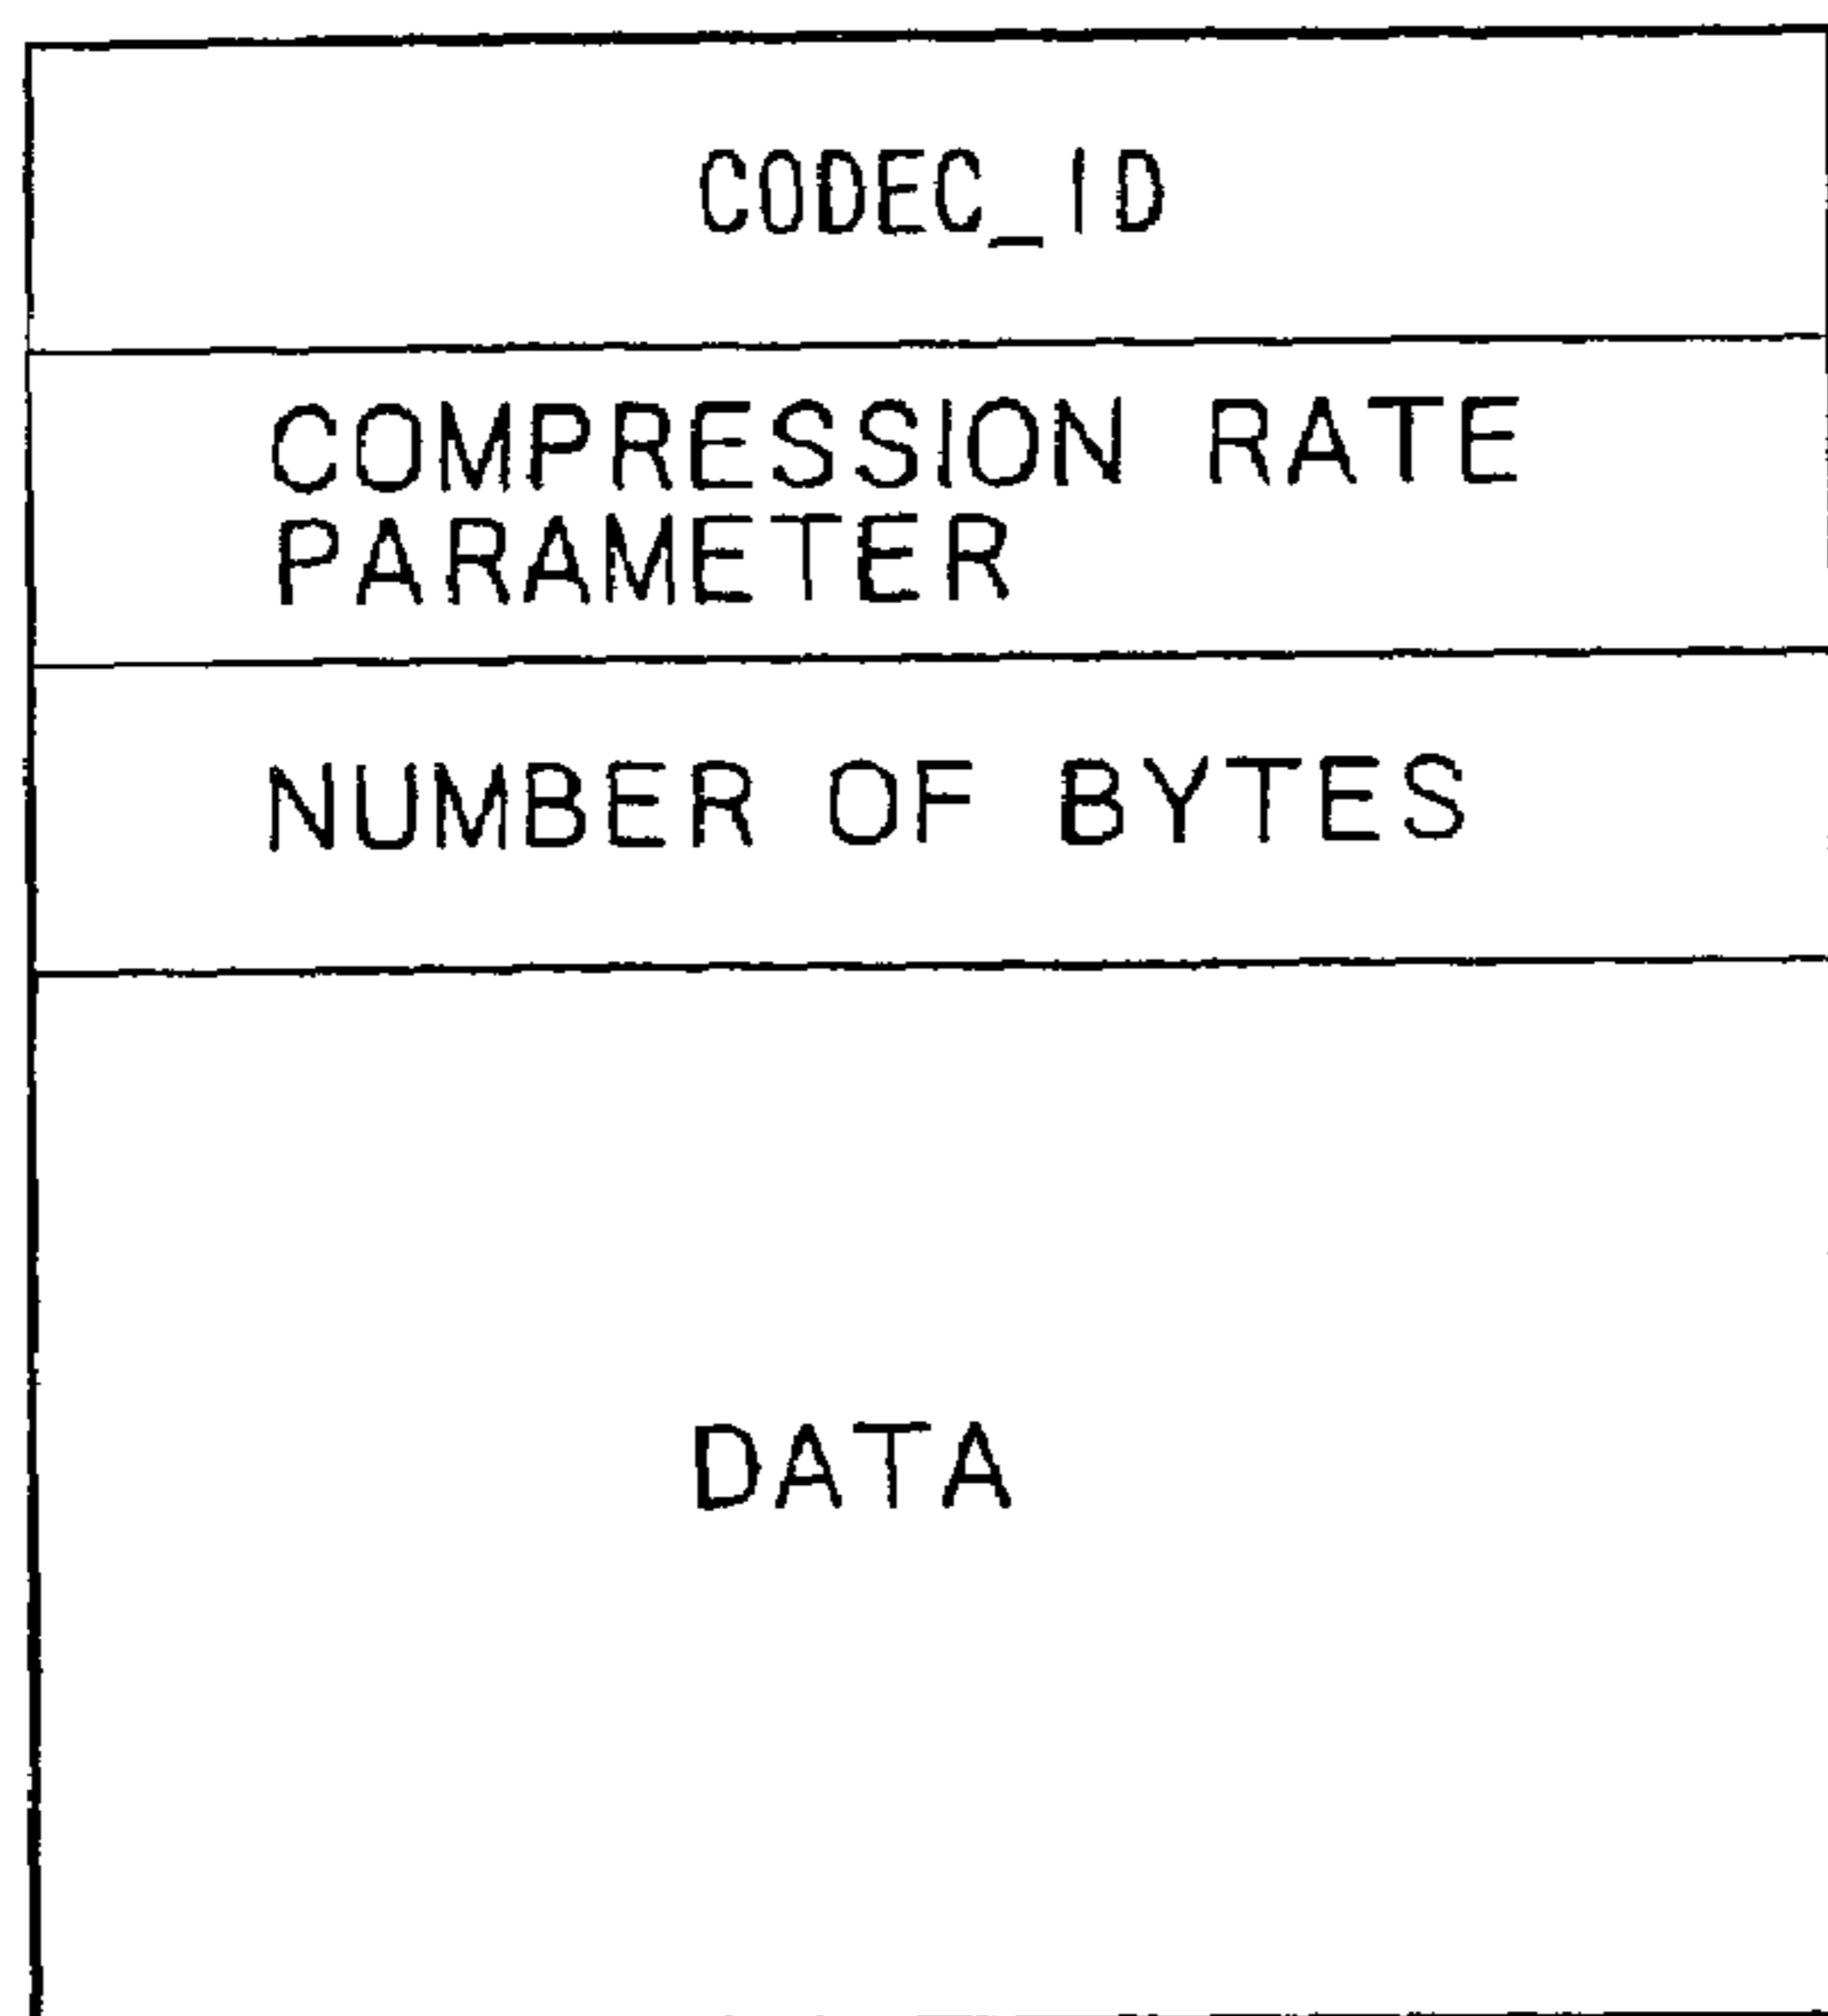 CODEC_ID
COMPRESSION RATE
PARAMETER
NUMBER OF BYTES
DATA